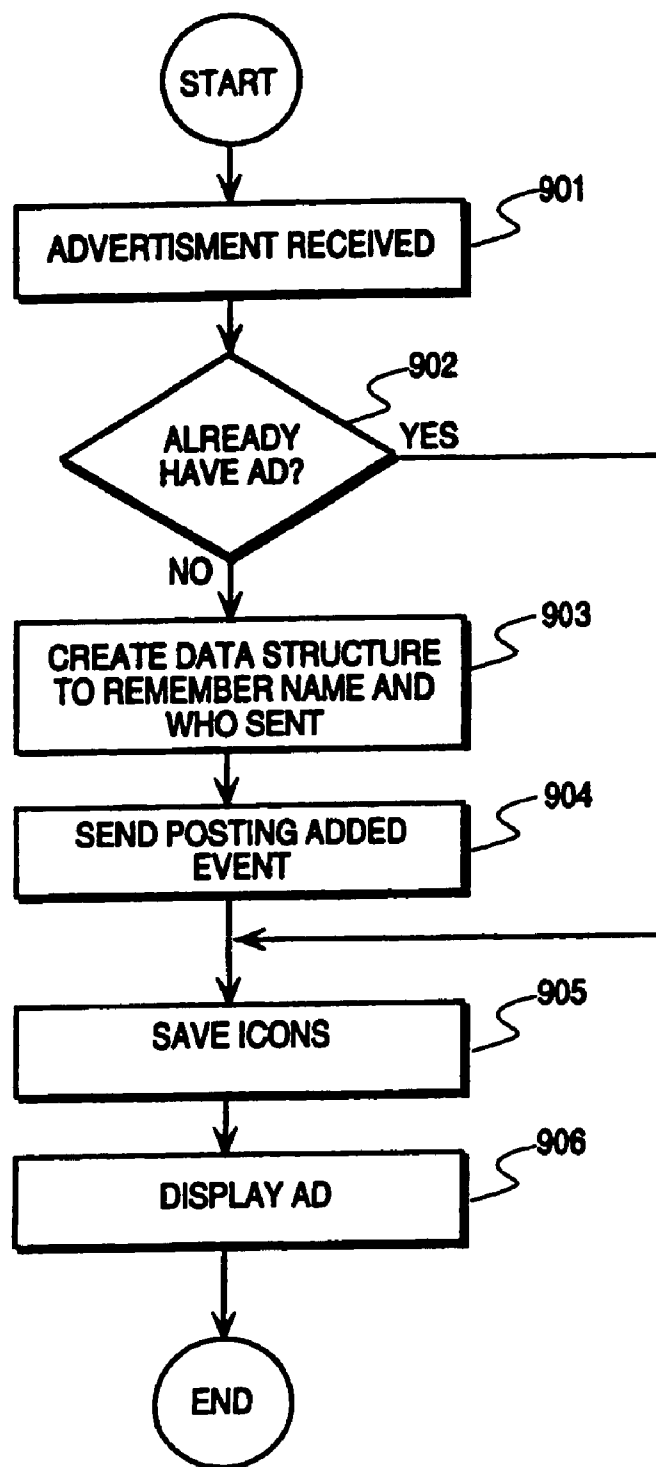 START
901
ADVERTISMENT RECEIVED
902
ALREADY
HAVE AD?
YES
NO
903
CREATE DATA STRUCTURE
TO REMEMBER NAME AND
WHO SENT
904
SEND POSTING ADDED
EVENT
905
SAVE ICONS
906
DISPLAY AD
END